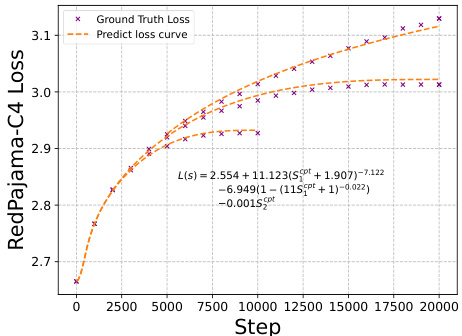 Ground Truth Loss
Predict loss curve
RedPajama-C4 Loss
3.1
3.0
2.9
2.8
2.7
L(s) = 2.554 + 11.123(S_1^{cpt} + 1.907)^{-7.122}
-6.949(1 - (11S_1^{cpt} + 1)^{-0.022})
-0.001S_2^{cpt}
0 2500 5000 7500 10000 12500 15000 17500 20000
Step